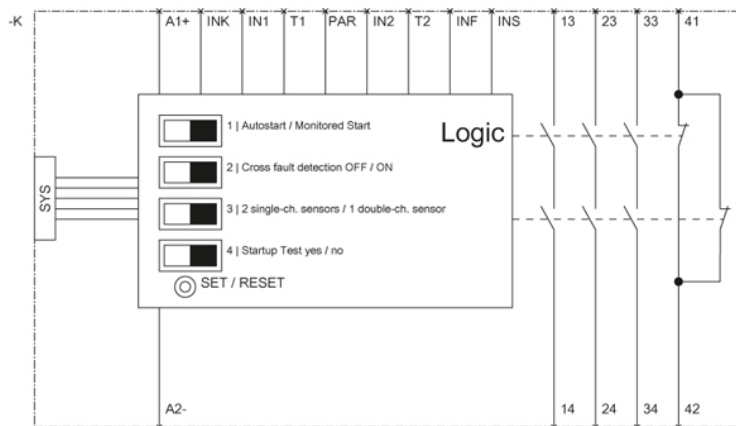 -K A1+ INK IN1 T1 PAR IN2 T2 INF INS 13 23 33 41
1 | Autostart / Monitored Start
Logic
2 | Cross fault detection OFF / ON
SYS
3 | 2 single-ch. sensors / 1 double-ch. sensor
4 | Startup Test yes / no
SET / RESET
A2- 14 24 34 42